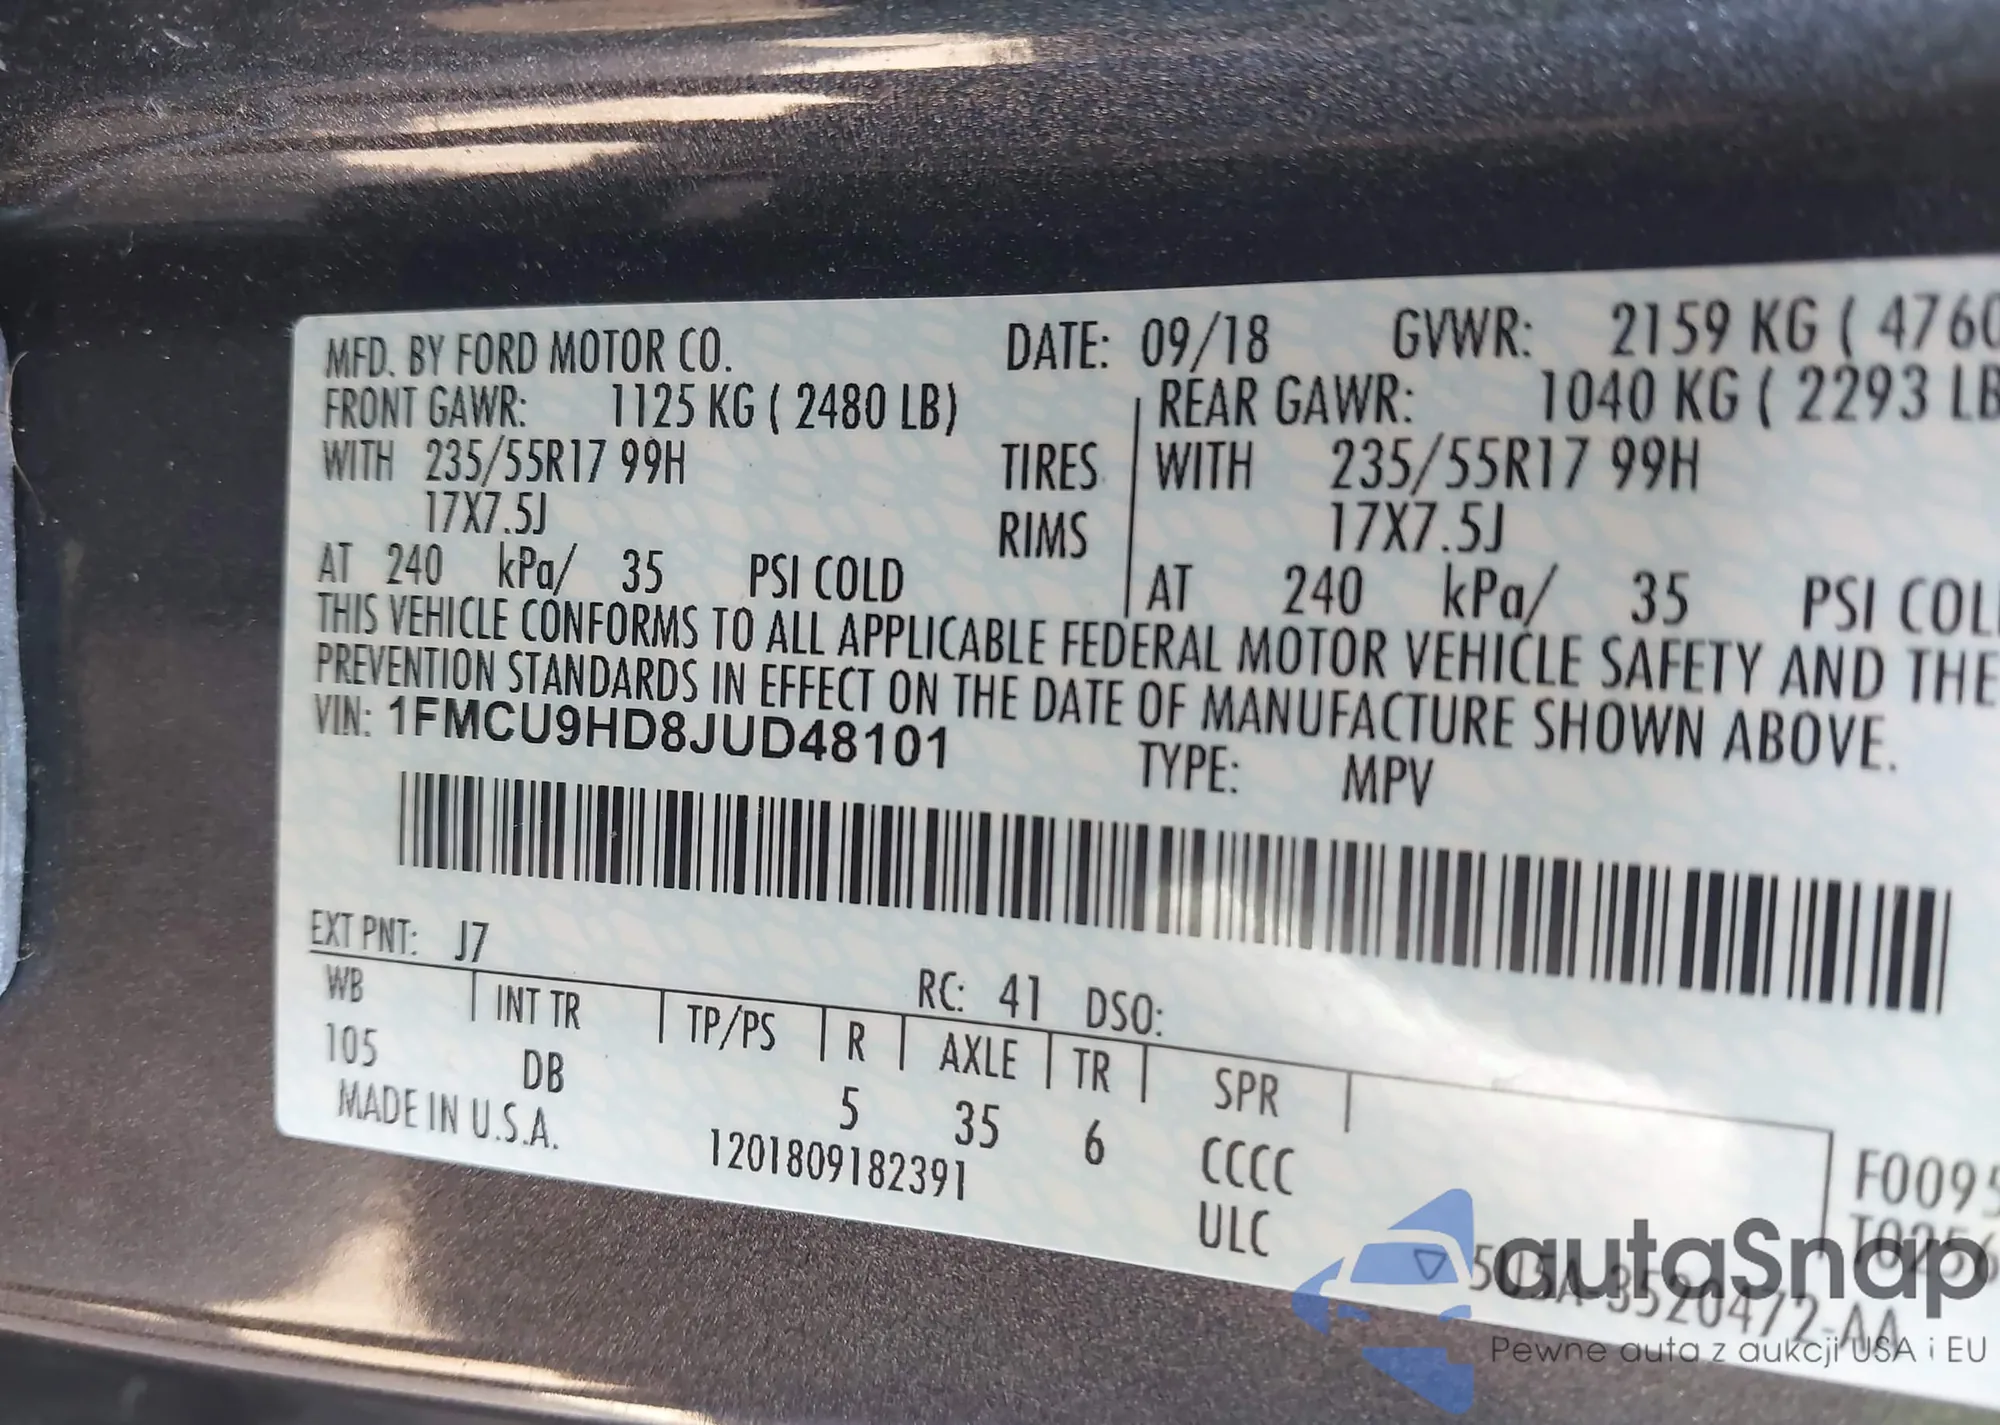 MFD. BY FORD MOTOR CO. DATE: 09/18 GVWR: 2159 KG ( 4760
FRONT GAWR: 1125 KG ( 2480 LB) REAR GAWR: 1040 KG ( 2293 LB
WITH 235/55R17 99H TIRES WITH 235/55R17 99H
17X7.5J RIMS 17X7.5J
AT 240 kPa/ 35 PSI COLD AT 240 kPa/ 35 PSI COL
THIS VEHICLE CONFORMS TO ALL APPLICABLE FEDERAL MOTOR VEHICLE SAFETY AND THE
PREVENTION STANDARDS IN EFFECT ON THE DATE OF MANUFACTURE SHOWN ABOVE.
VIN: 1FMCU9HD8JUD48101 TYPE: MPV
EXT PNT: J7 RC: 41 DSO:
WB INT TR TP/PS R AXLE TR SPR
105 DB 5 35 6 CCCC F0095
MADE IN U.S.A. 1201809182391 ULC T0256
▽ 5U5A-3520472-AA
autaSnap
Pewne auta z aukcji USA i EU